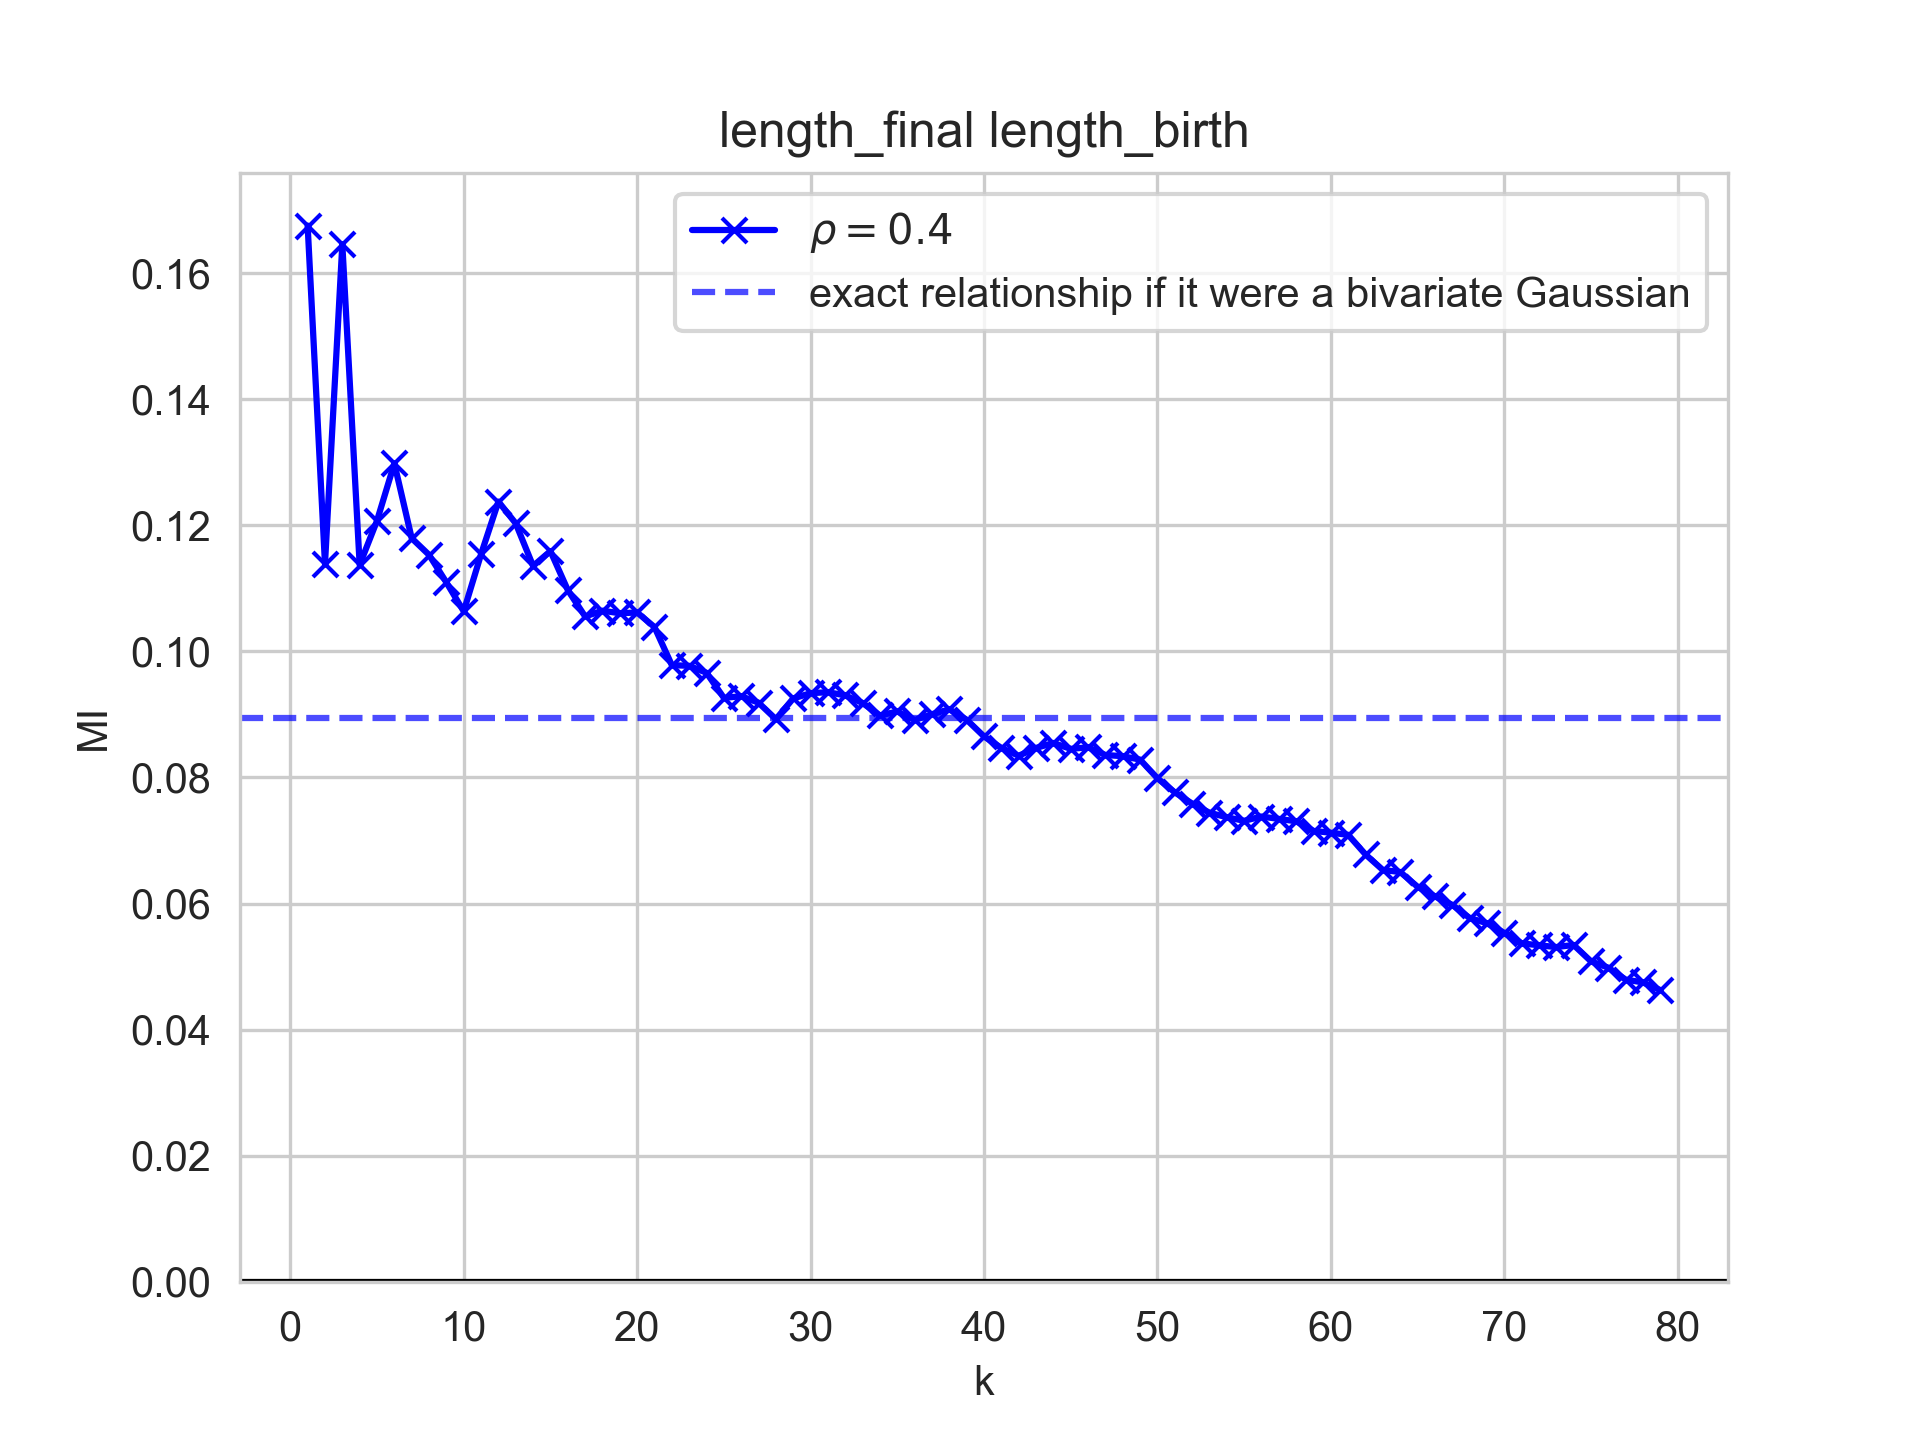 length_final length_birth
ρ = 0.4
exact relationship if it were a bivariate Gaussian
MI
0.16
0.14
0.12
0.10
0.08
0.06
0.04
0.02
0.00
0 10 20 30 40 50 60 70 80
k